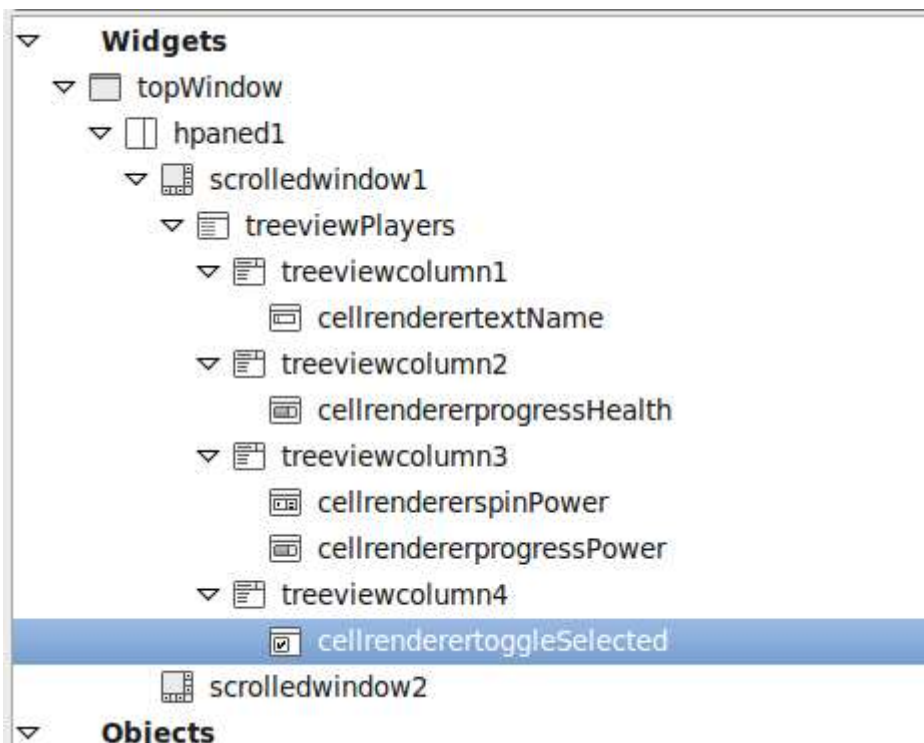 Widgets
topWindow
hpaned1
scrolledwindow1
treeviewPlayers
treeviewcolumn1
cellrenderertextName
treeviewcolumn2
cellrendererprogressHealth
treeviewcolumn3
cellrendererspinPower
cellrendererprogressPower
treeviewcolumn4
cellrenderertoggleSelected
scrolledwindow2
Objects